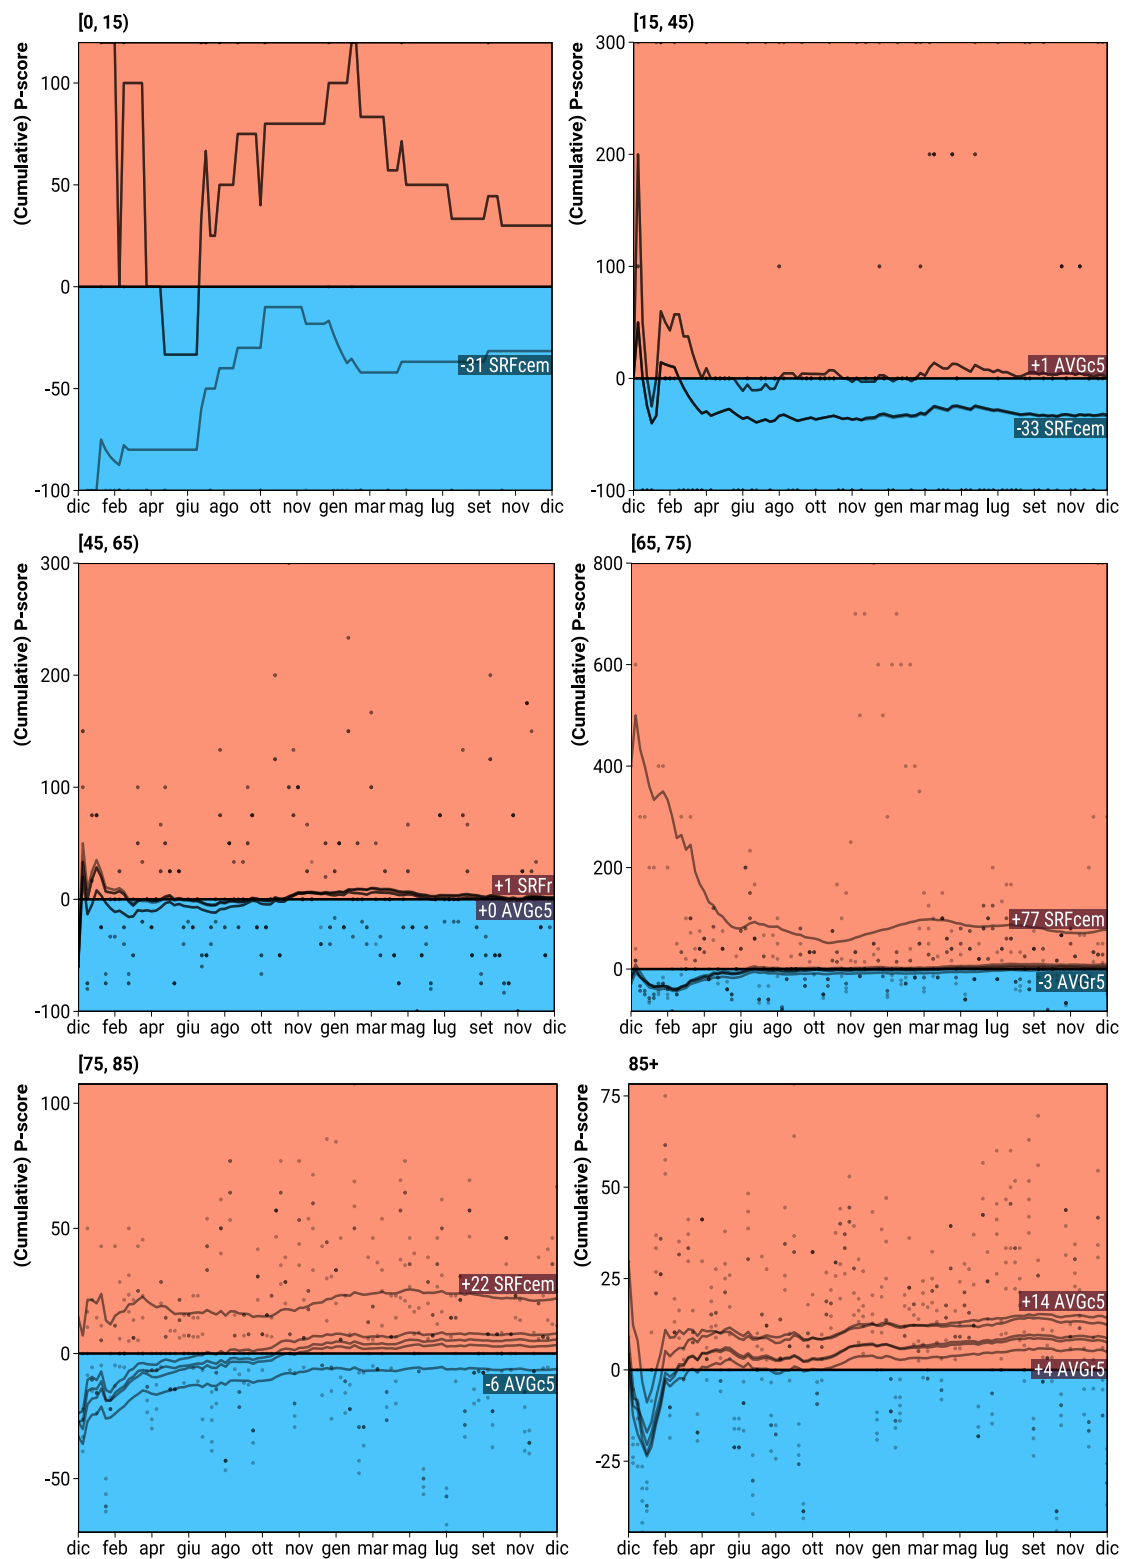 [0, 15)
(Cumulative) P-score
100
50
0
-50
-100
-31 SRFcem
dic feb apr giu ago ott nov gen mar mag lug set nov dic
[15, 45)
(Cumulative) P-score
300
200
100
0
-100
+1 AVGc5
-33 SRFcem
dic feb apr giu ago ott nov gen mar mag lug set nov dic
[45, 65)
(Cumulative) P-score
300
200
100
0
-100
+1 SRFr
+0 AVGc5
dic feb apr giu ago ott nov gen mar mag lug set nov dic
[65, 75)
(Cumulative) P-score
800
600
400
200
0
+77 SRFcem
-3 AVGr5
dic feb apr giu ago ott nov gen mar mag lug set nov dic
[75, 85)
(Cumulative) P-score
100
50
0
-50
+22 SRFcem
-6 AVGc5
dic feb apr giu ago ott nov gen mar mag lug set nov dic
85+
(Cumulative) P-score
75
50
25
0
-25
+14 AVGc5
+4 AVGr5
dic feb apr giu ago ott nov gen mar mag lug set nov dic